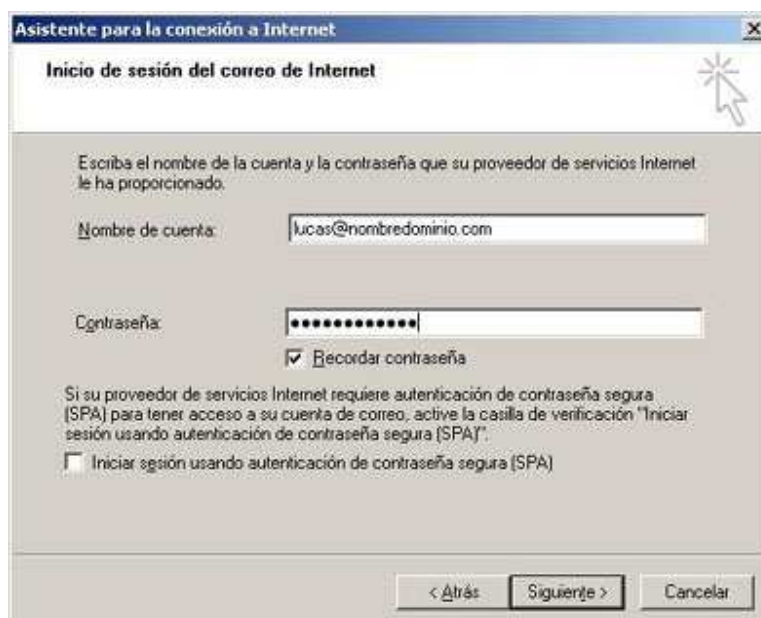 Asistente para la conexión a Internet
Inicio de sesión del correo de Internet
Escriba el nombre de la cuenta y la contraseña que su proveedor de servicios Internet
le ha proporcionado.
Nombre de cuenta: lucas@nombredominio.com
Contraseña: ●●●●●●●●●●●●
Recordar contraseña
Si su proveedor de servicios Internet requiere autenticación de contraseña segura
(SPA) para tener acceso a su cuenta de correo, active la casilla de verificación "Iniciar
sesión usando autenticación de contraseña segura (SPA)".
Iniciar sesión usando autenticación de contraseña segura (SPA)
< Atrás Siguiente > Cancelar